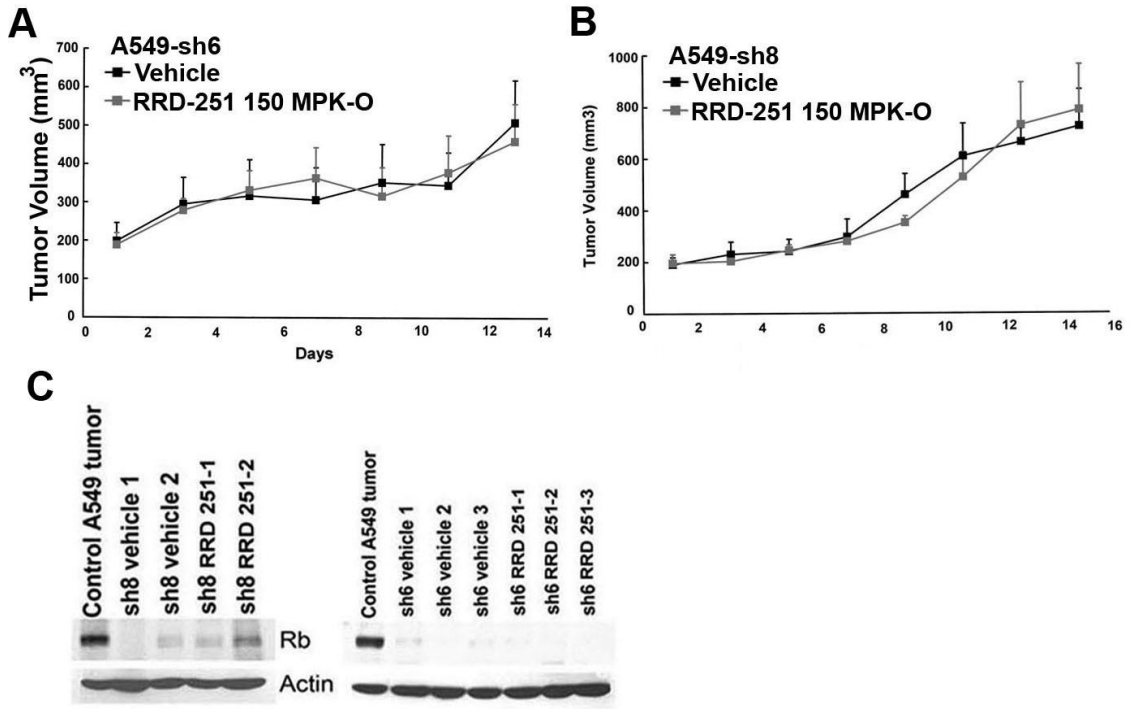 A
A549-sh6
Vehicle
RRD-251 150 MPK-O
Tumor Volume (mm3)
700
600
500
400
300
200
100
0
0 2 4 6 8 10 12 14
Days
B
A549-sh8
Vehicle
RRD-251 150 MPK-O
Tumor Volume (mm3)
1000
800
600
400
200
0
0 2 4 6 8 10 12 14 16
C
Control A549 tumor
sh8 vehicle 1
sh8 vehicle 2
sh8 RRD 251-1
sh8 RRD 251-2
Control A549 tumor
sh6 vehicle 1
sh6 vehicle 2
sh6 vehicle 3
sh6 RRD 251-1
sh6 RRD 251-2
sh6 RRD 251-3
Rb
Actin